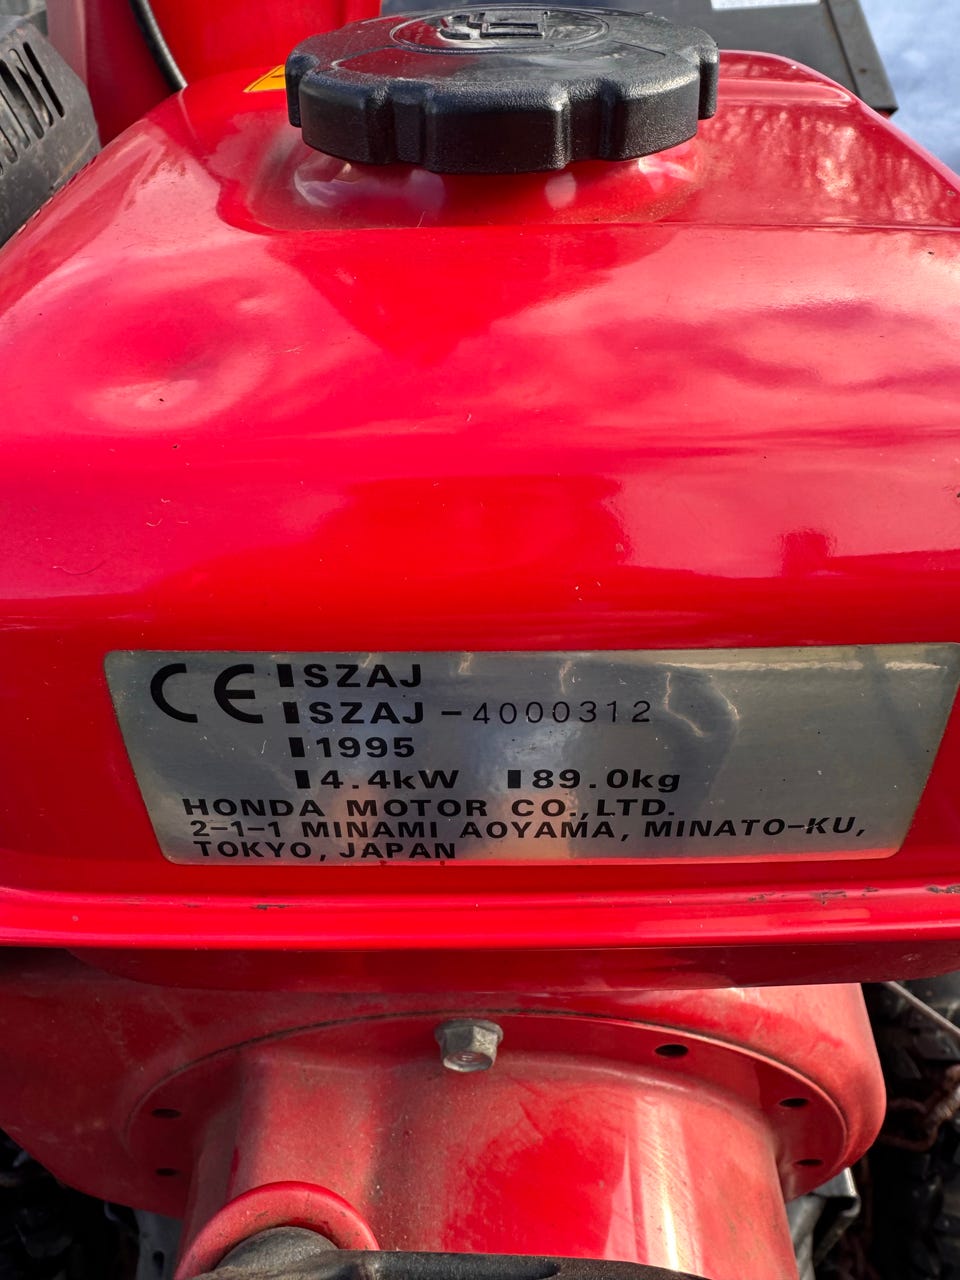 CE SZAJ
SZAJ-4000312
1995
4.4kW 89.0kg
HONDA MOTOR CO.,LTD.
2-1-1 MINAMI AOYAMA, MINATO-KU,
TOKYO, JAPAN